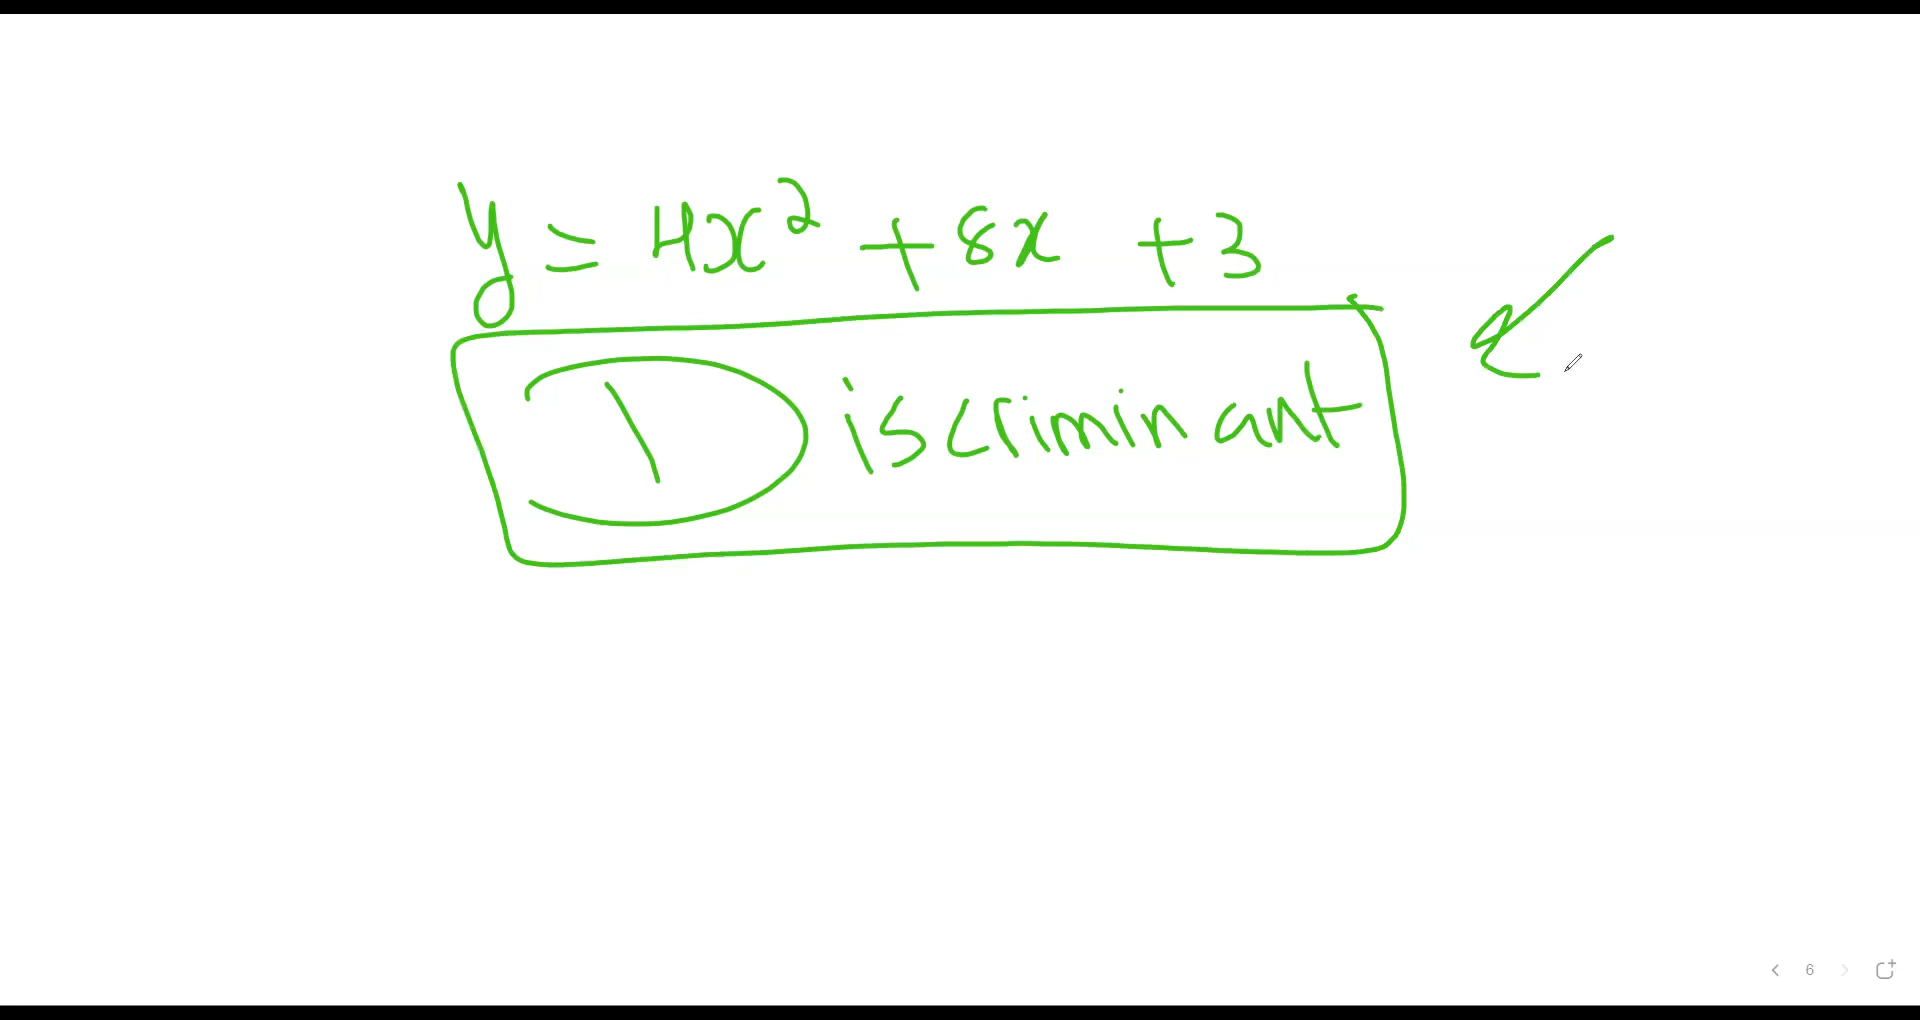 y = 4x² + 8x + 3
Discriminant
6